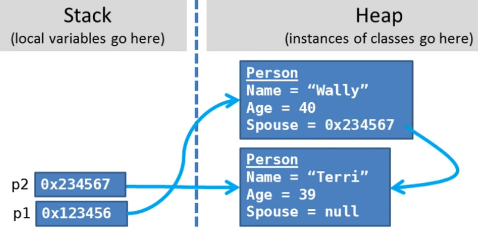 Stack
(local variables go here)
Heap
(instances of classes go here)
Person
Name = “Wally”
Age = 40
Spouse = 0x234567
Person
Name = “Terri”
Age = 39
Spouse = null
p2 0x234567
p1 0x123456